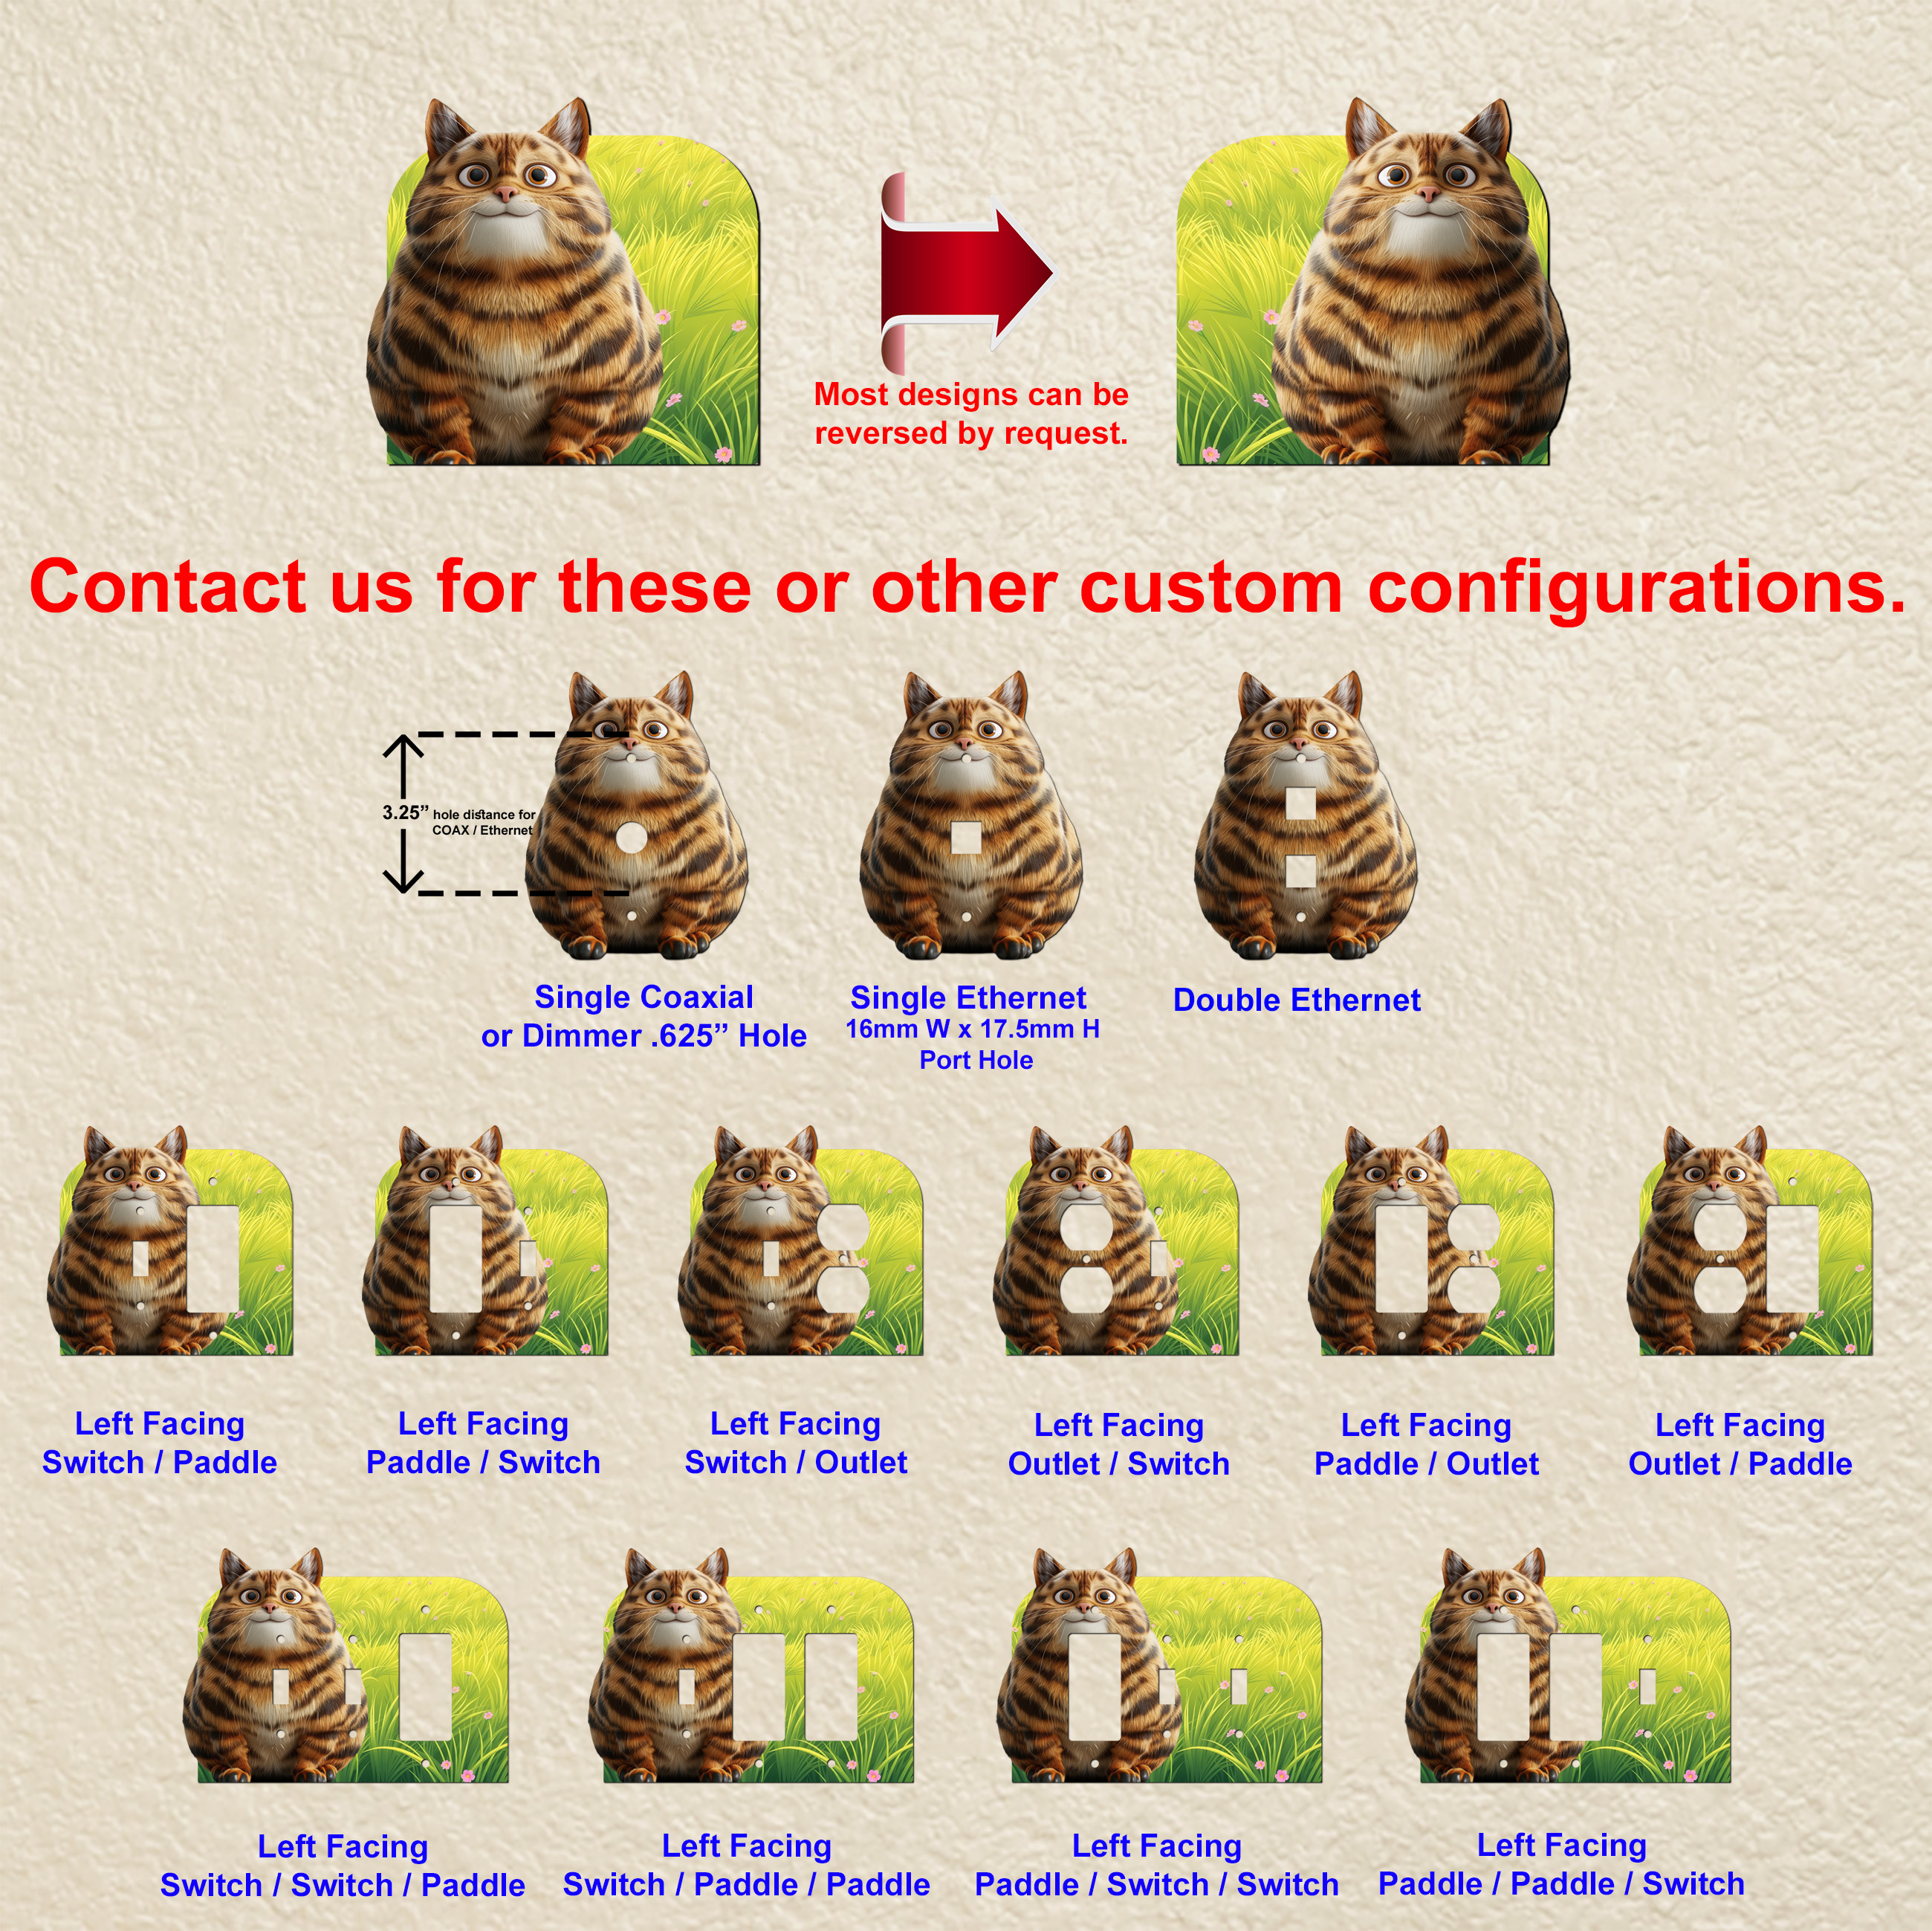 Most designs can be
reversed by request.
Contact us for these or other custom configurations.
3.25” hole distance for
COAX / Ethernet
Single Coaxial
or Dimmer .625” Hole
Single Ethernet
16mm W x 17.5mm H
Port Hole
Double Ethernet
Left Facing
Switch / Paddle
Left Facing
Paddle / Switch
Left Facing
Switch / Outlet
Left Facing
Outlet / Switch
Left Facing
Paddle / Outlet
Left Facing
Outlet / Paddle
Left Facing
Switch / Switch / Paddle
Left Facing
Switch / Paddle / Paddle
Left Facing
Paddle / Switch / Switch
Left Facing
Paddle / Paddle / Switch